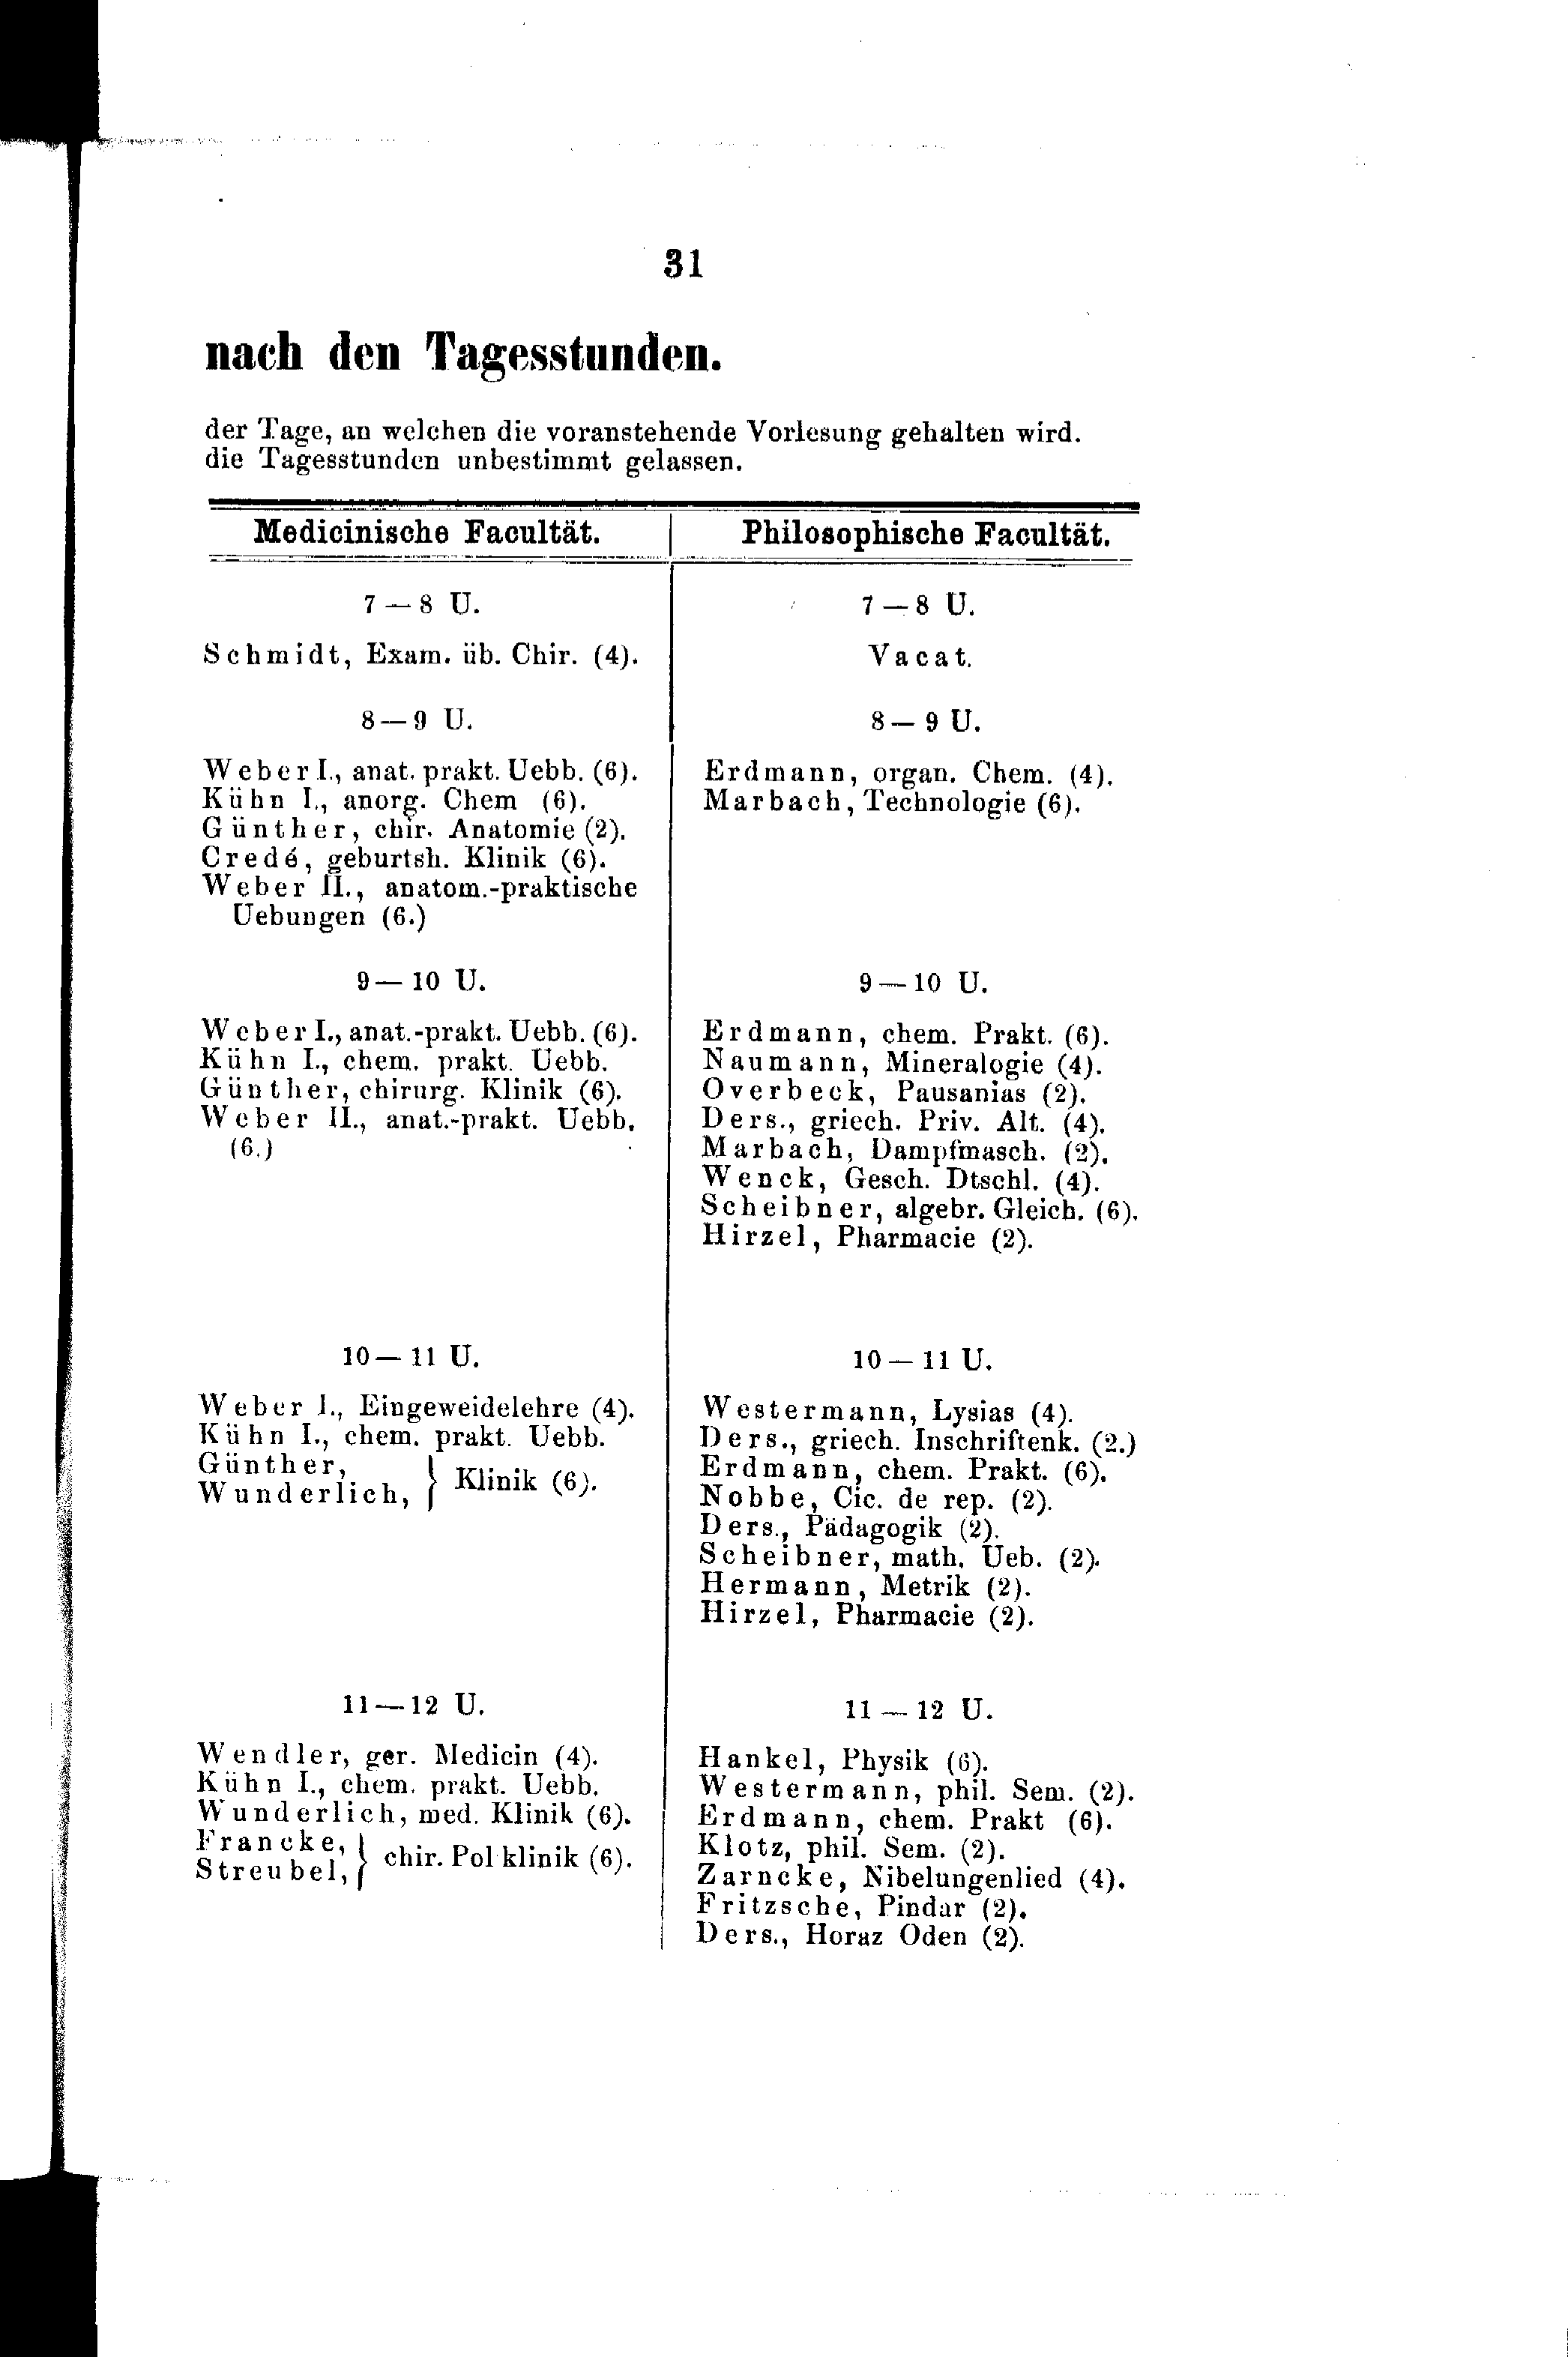 31
nach den Tagesstunden.
der Tage, an welchen die voranstehende Vorlesung gehalten wird.
die Tagesstunden unbestimmt gelassen.
Medicinische Facultät.
7—8 U.
Schmidt, Exam. üb. Chir. (4).
8—9 U.
Weber I., anat. prakt. Uebb. (6).
Kühn I., anorg. Chem (6).
Günther, chir. Anatomie (2).
Credé, geburtsh. Klinik (6).
Weber II., anatom.-praktische
Uebungen (6.)
9—10 U.
Weber I., anat.-prakt. Uebb. (6).
Kühn I., chem. prakt. Uebb.
Günther, chirurg. Klinik (6).
Weber II., anat.-prakt. Uebb.
(6.)
10—11 U.
Weber I., Eingeweidelehre (4).
Kühn I., chem. prakt. Uebb.
Günther,
Wunderlich, } Klinik (6).
11—12 U.
Wendler, ger. Medicin (4).
Kühn I., chem. prakt. Uebb.
Wunderlich, med. Klinik (6).
Francke,
Streubel, } chir. Poliklinik (6).
Philosophische Facultät.
7—8 U.
Vacat.
8—9 U.
Erdmann, organ. Chem. (4).
Marbach, Technologie (6).
9—10 U.
Erdmann, chem. Prakt. (6).
Naumann, Mineralogie (4).
Overbeck, Pausanias (2).
Ders., griech. Priv. Alt. (4).
Marbach, Dampfmasch. (2).
Wenck, Gesch. Dtschl. (4).
Scheibner, algebr. Gleich. (6).
Hirzel, Pharmacie (2).
10—11 U.
Westermann, Lysias (4).
Ders., griech. Inschriftenk. (2.)
Erdmann, chem. Prakt. (6).
Nobbe, Cic. de rep. (2).
Ders., Pädagogik (2).
Scheibner, math. Ueb. (2).
Hermann, Metrik (2).
Hirzel, Pharmacie (2).
11—12 U.
Hankel, Physik (6).
Westermann, phil. Sem. (2).
Erdmann, chem. Prakt (6).
Klotz, phil. Sem. (2).
Zarncke, Nibelungenlied (4).
Fritzsche, Pindar (2).
Ders., Horaz Oden (2).